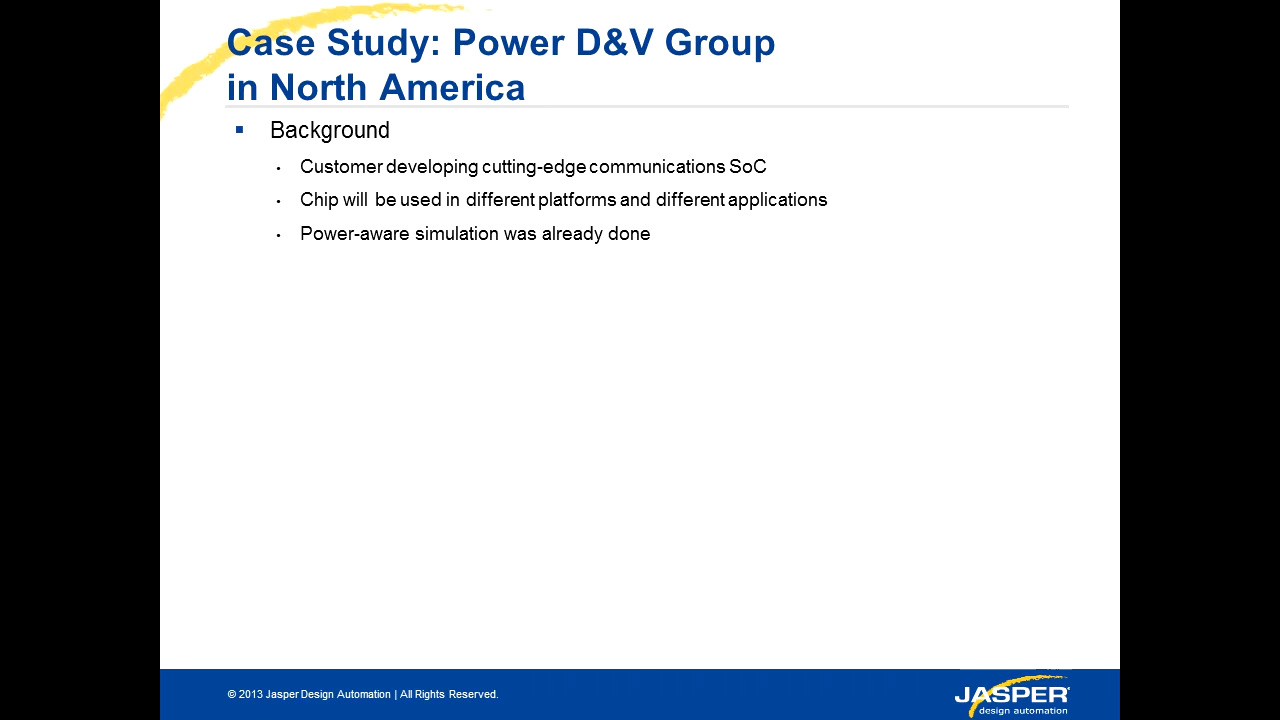 Case Study: Power D&V Group
in North America
▪ Background
• Customer developing cutting-edge communications SoC
• Chip will be used in different platforms and different applications
• Power-aware simulation was already done
© 2013 Jasper Design Automation | All Rights Reserved.
JASPER®
design automation